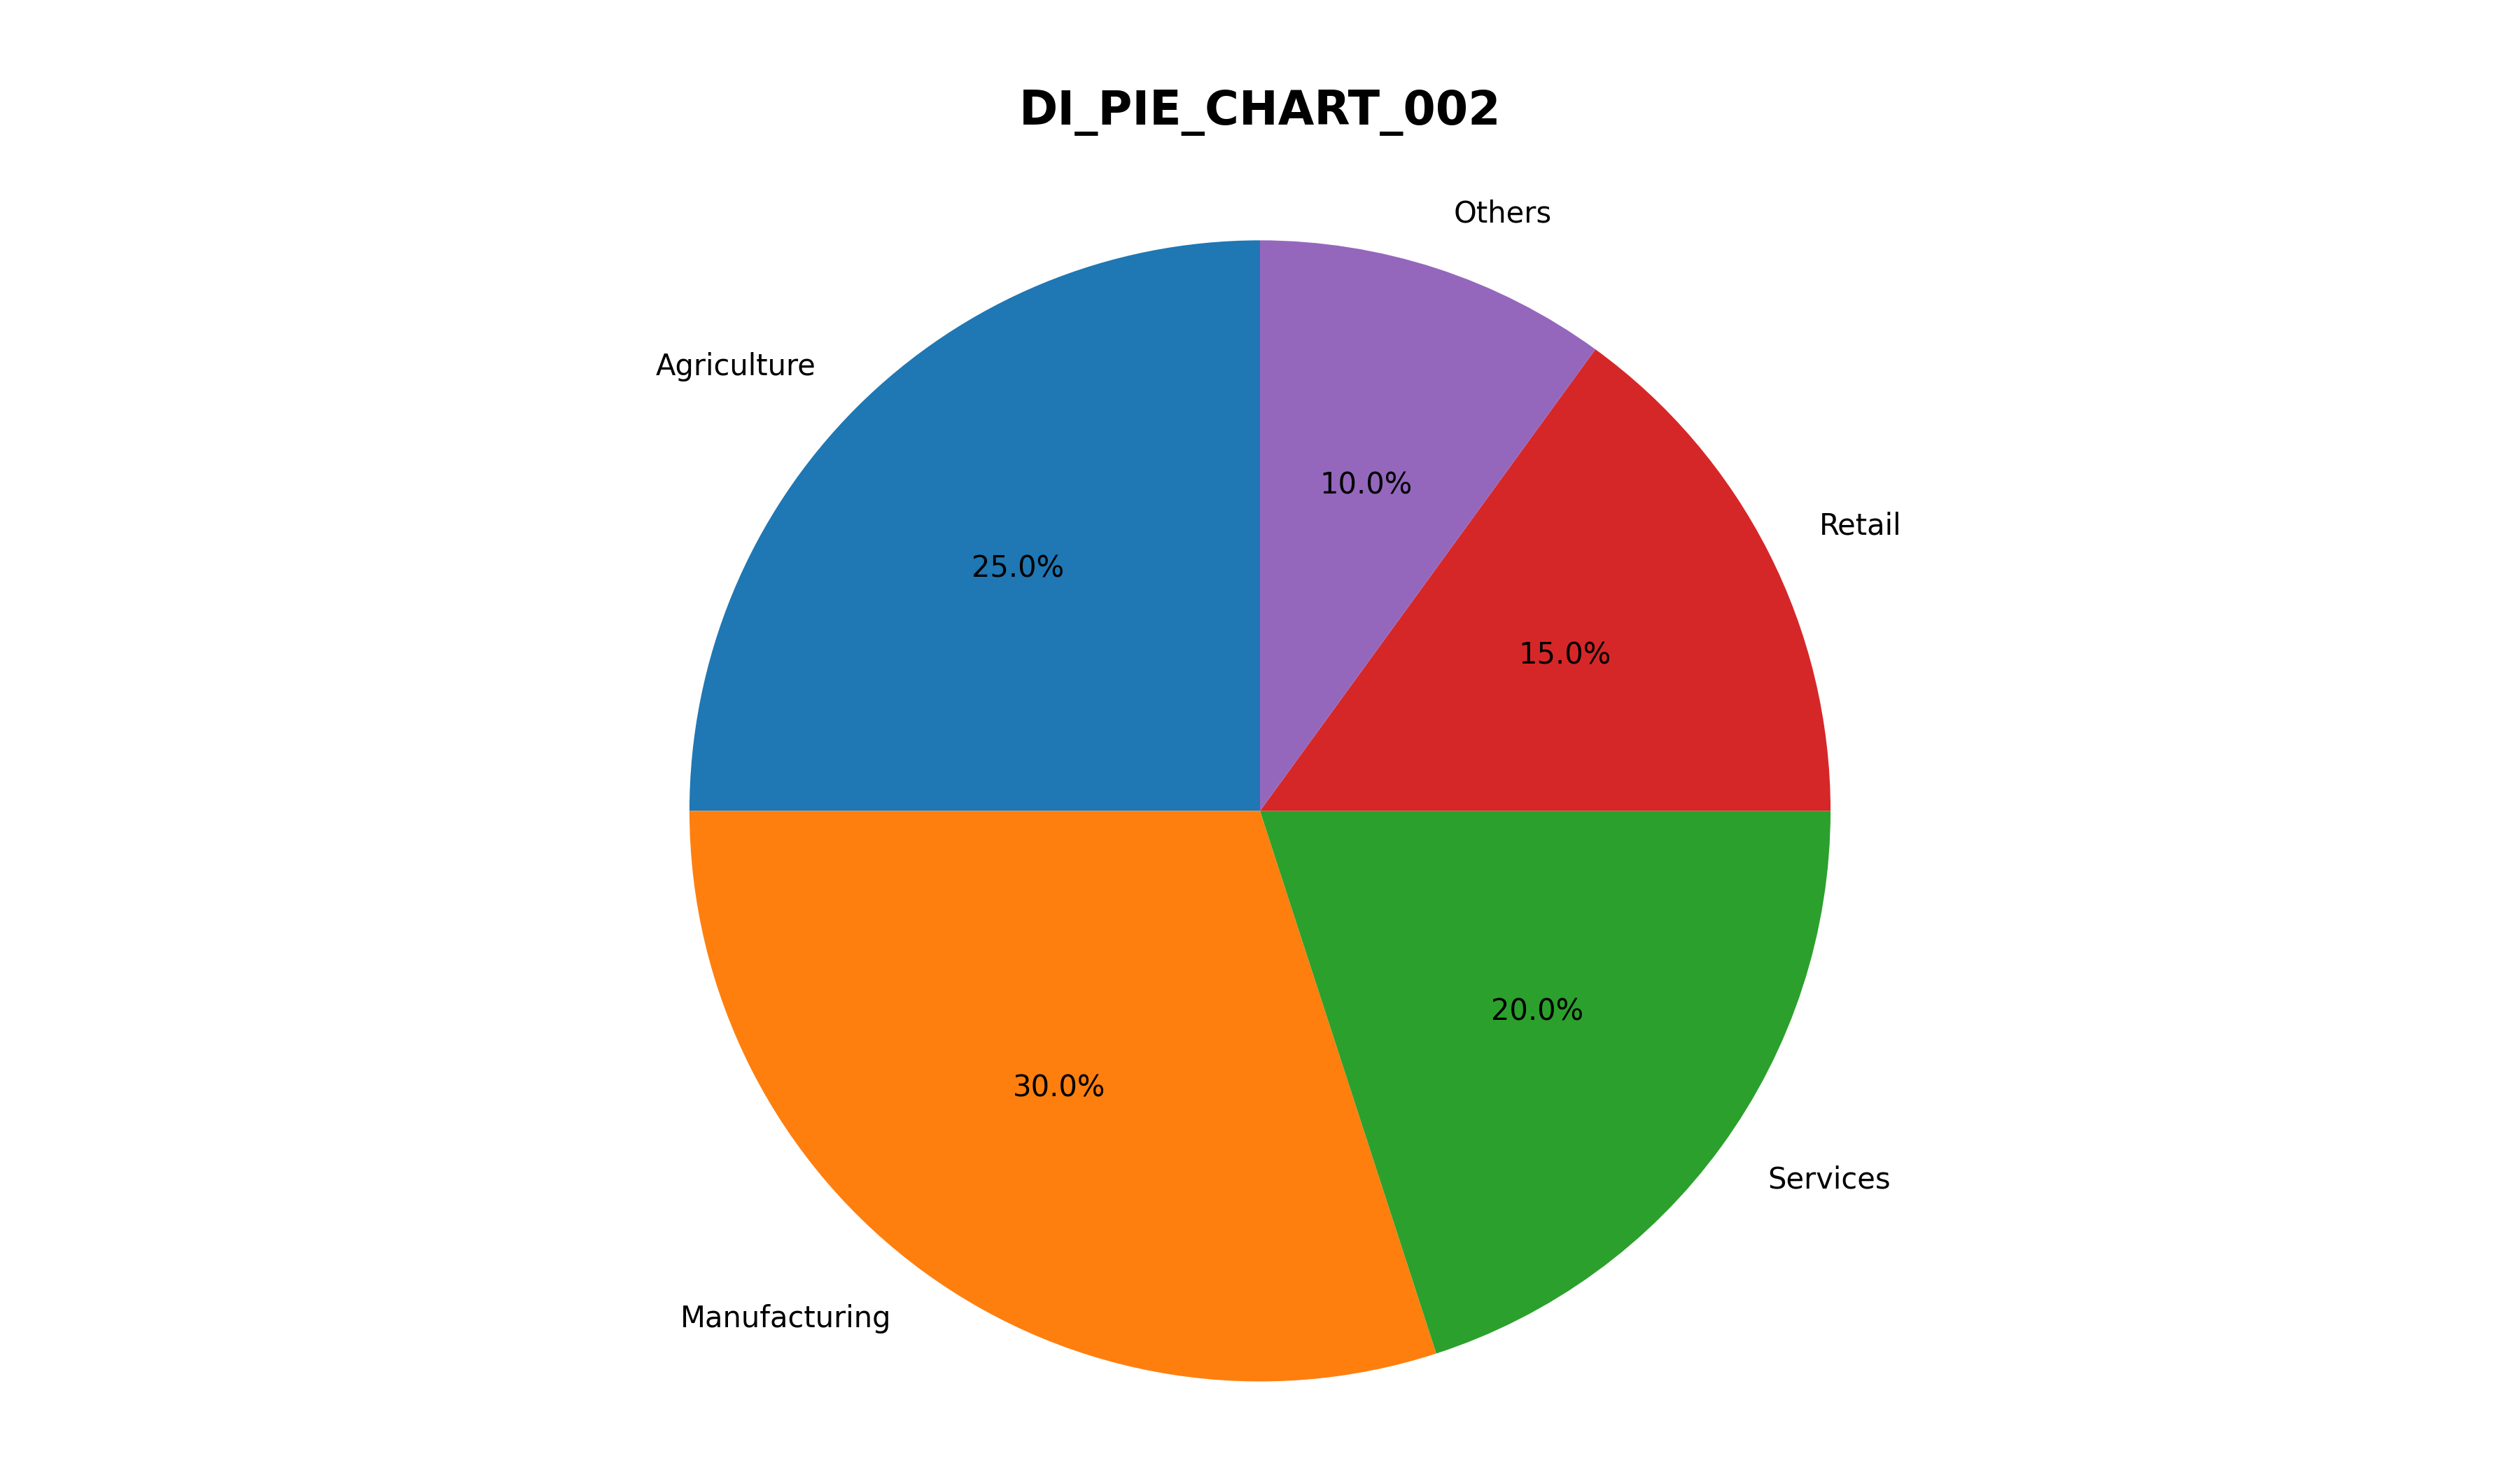 DI_PIE_CHART_002
Others
Agriculture
10.0%
Retail
25.0%
15.0%
20.0%
30.0%
Services
Manufacturing